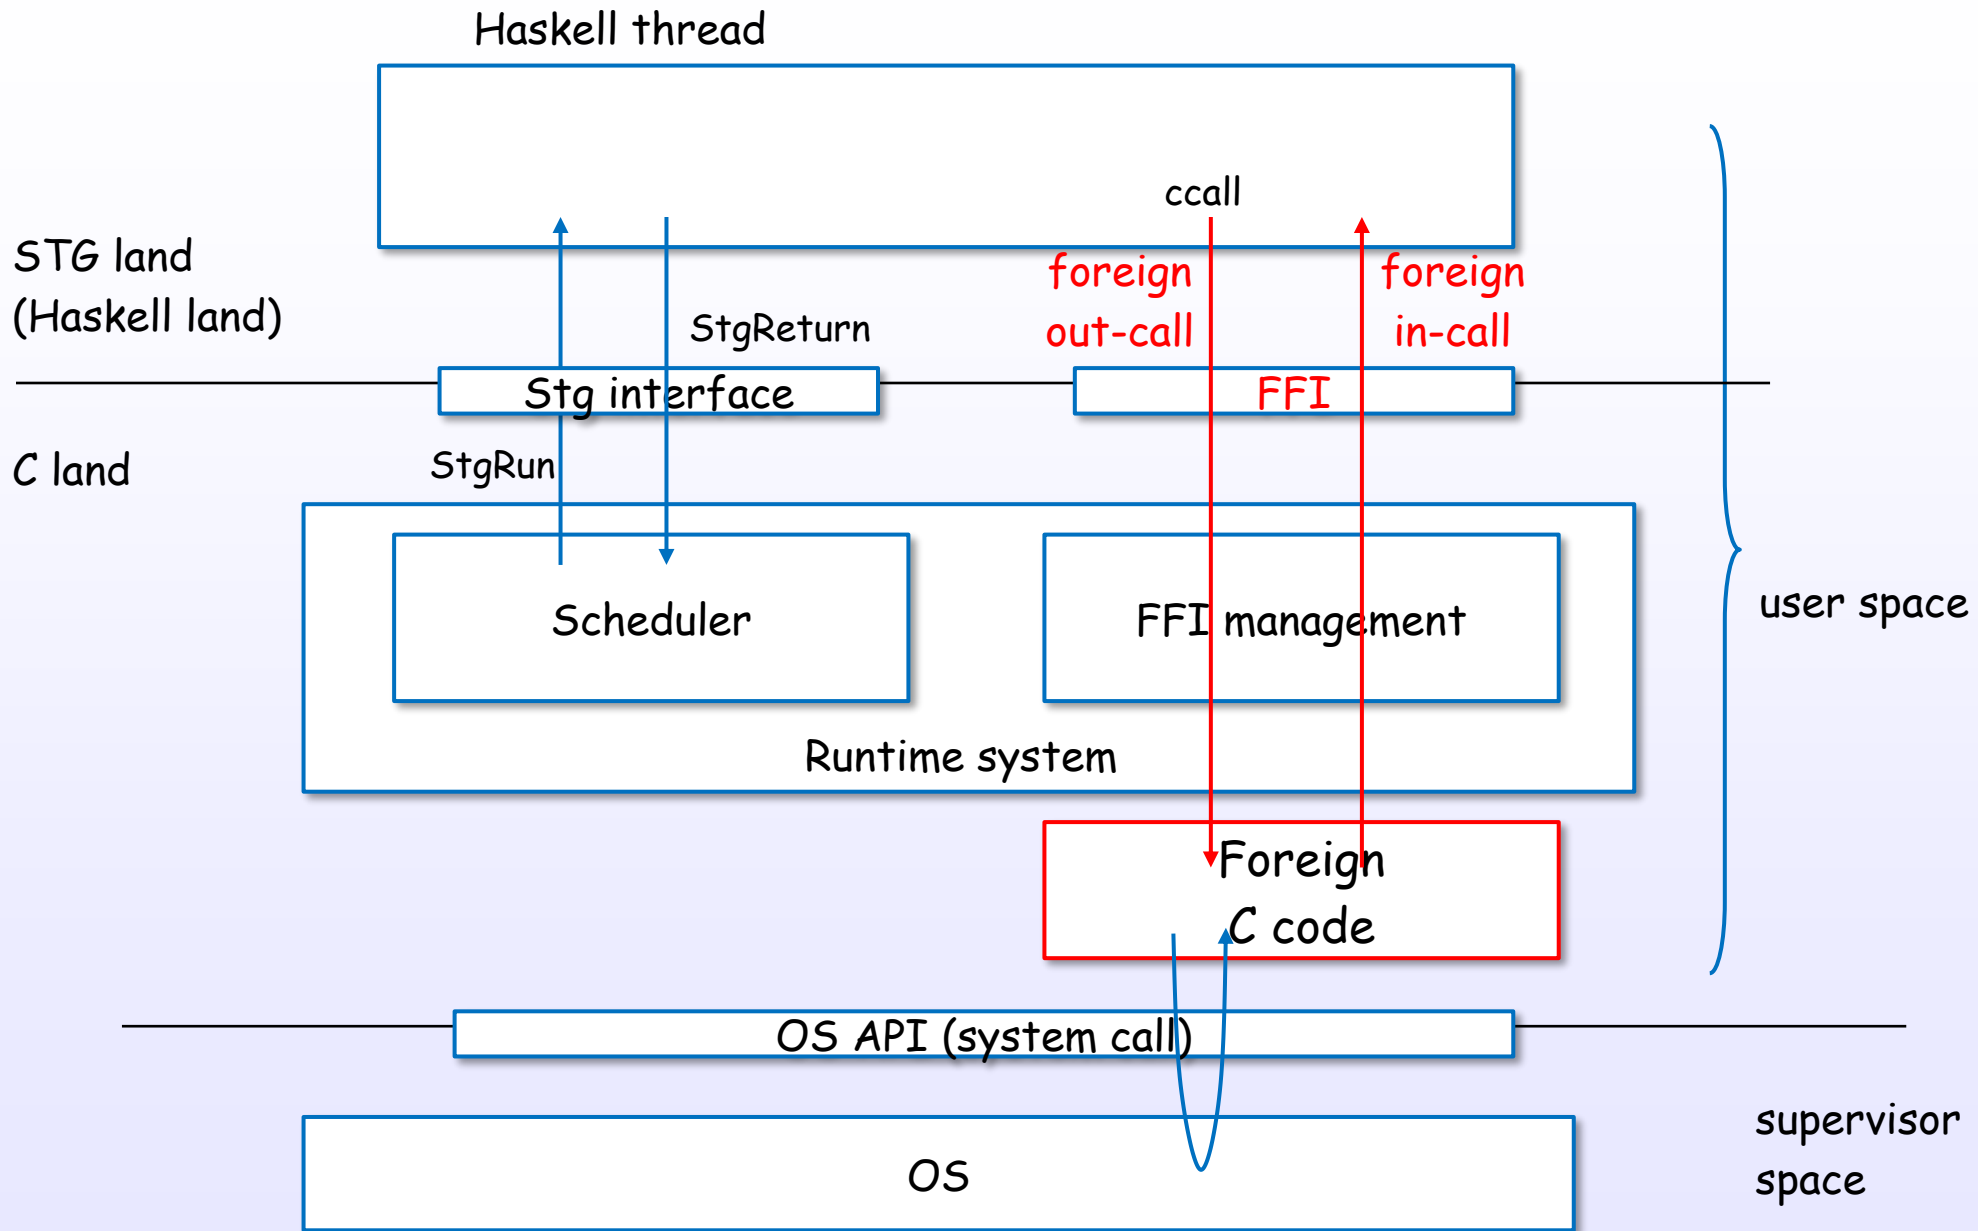 Haskell thread
ccall
STG land
(Haskell land)
foreign
out-call
foreign
in-call
StgReturn
Stg interface
FFI
C land
StgRun
Scheduler
FFI management
user space
Runtime system
Foreign
C code
OS API (system call)
supervisor
space
OS